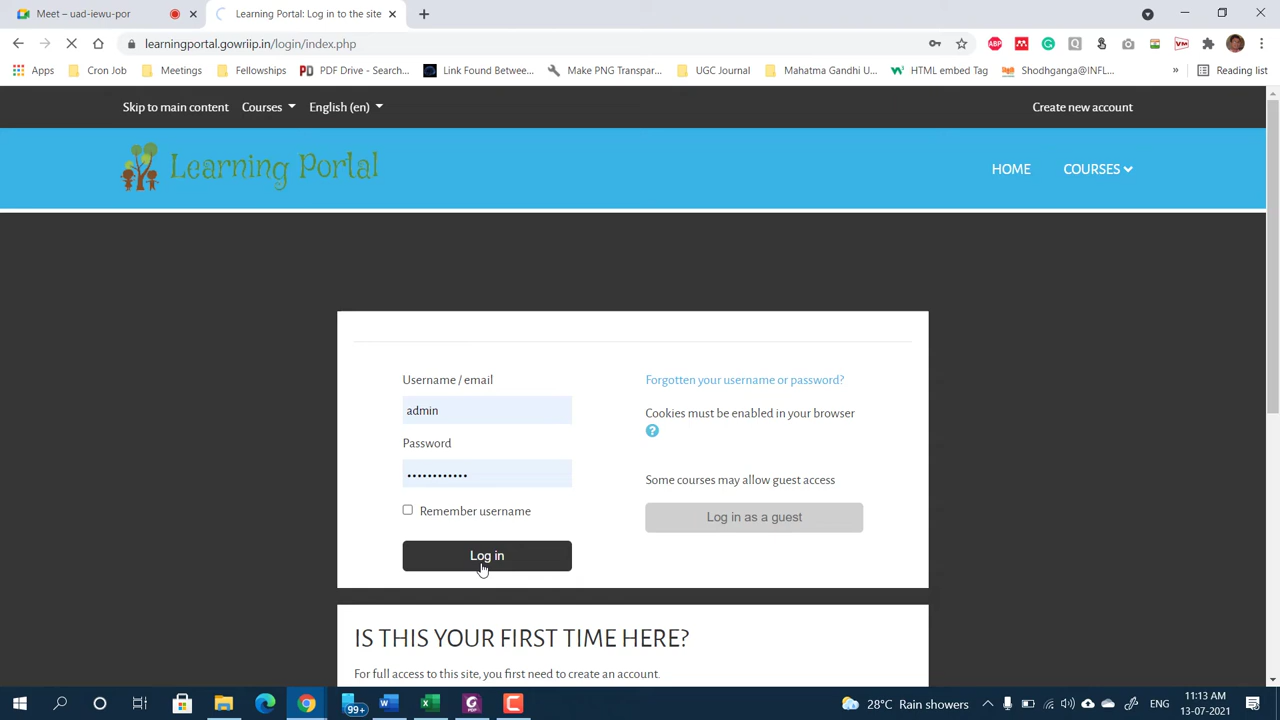 Meet – uad-iewu-por
Learning Portal: Log in to the site
learningportal.gowriip.in/login/index.php
Apps Cron Job Meetings Fellowships PDF Drive - Search... Link Found Betwee... Make PNG Transpar... UGC Journal Mahatma Gandhi U... HTML embed Tag Shodhganga@INFL... » Reading list
Skip to main content Courses English (en) Create new account
Learning Portal HOME COURSES
Username / email
admin
Password
••••••••••••
Remember username
Log in
Forgotten your username or password?
Cookies must be enabled in your browser
?
Some courses may allow guest access
Log in as a guest
IS THIS YOUR FIRST TIME HERE?
For full access to this site, you first need to create an account.
99+ 28°C Rain showers ENG 11:13 AM
13-07-2021